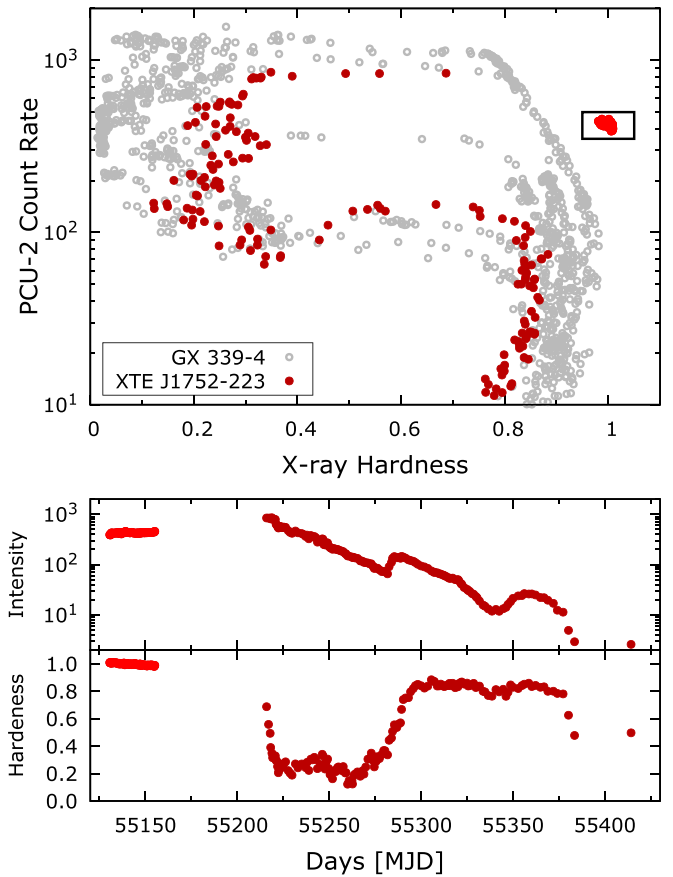 10³
10²
10¹
PCU-2 Count Rate
GX 339-4
XTE J1752-223
0 0.2 0.4 0.6 0.8 1
X-ray Hardness
10³
10²
10¹
Intensity
1.0
0.8
0.6
0.4
0.2
0.0
Hardeness
55150 55200 55250 55300 55350 55400
Days [MJD]